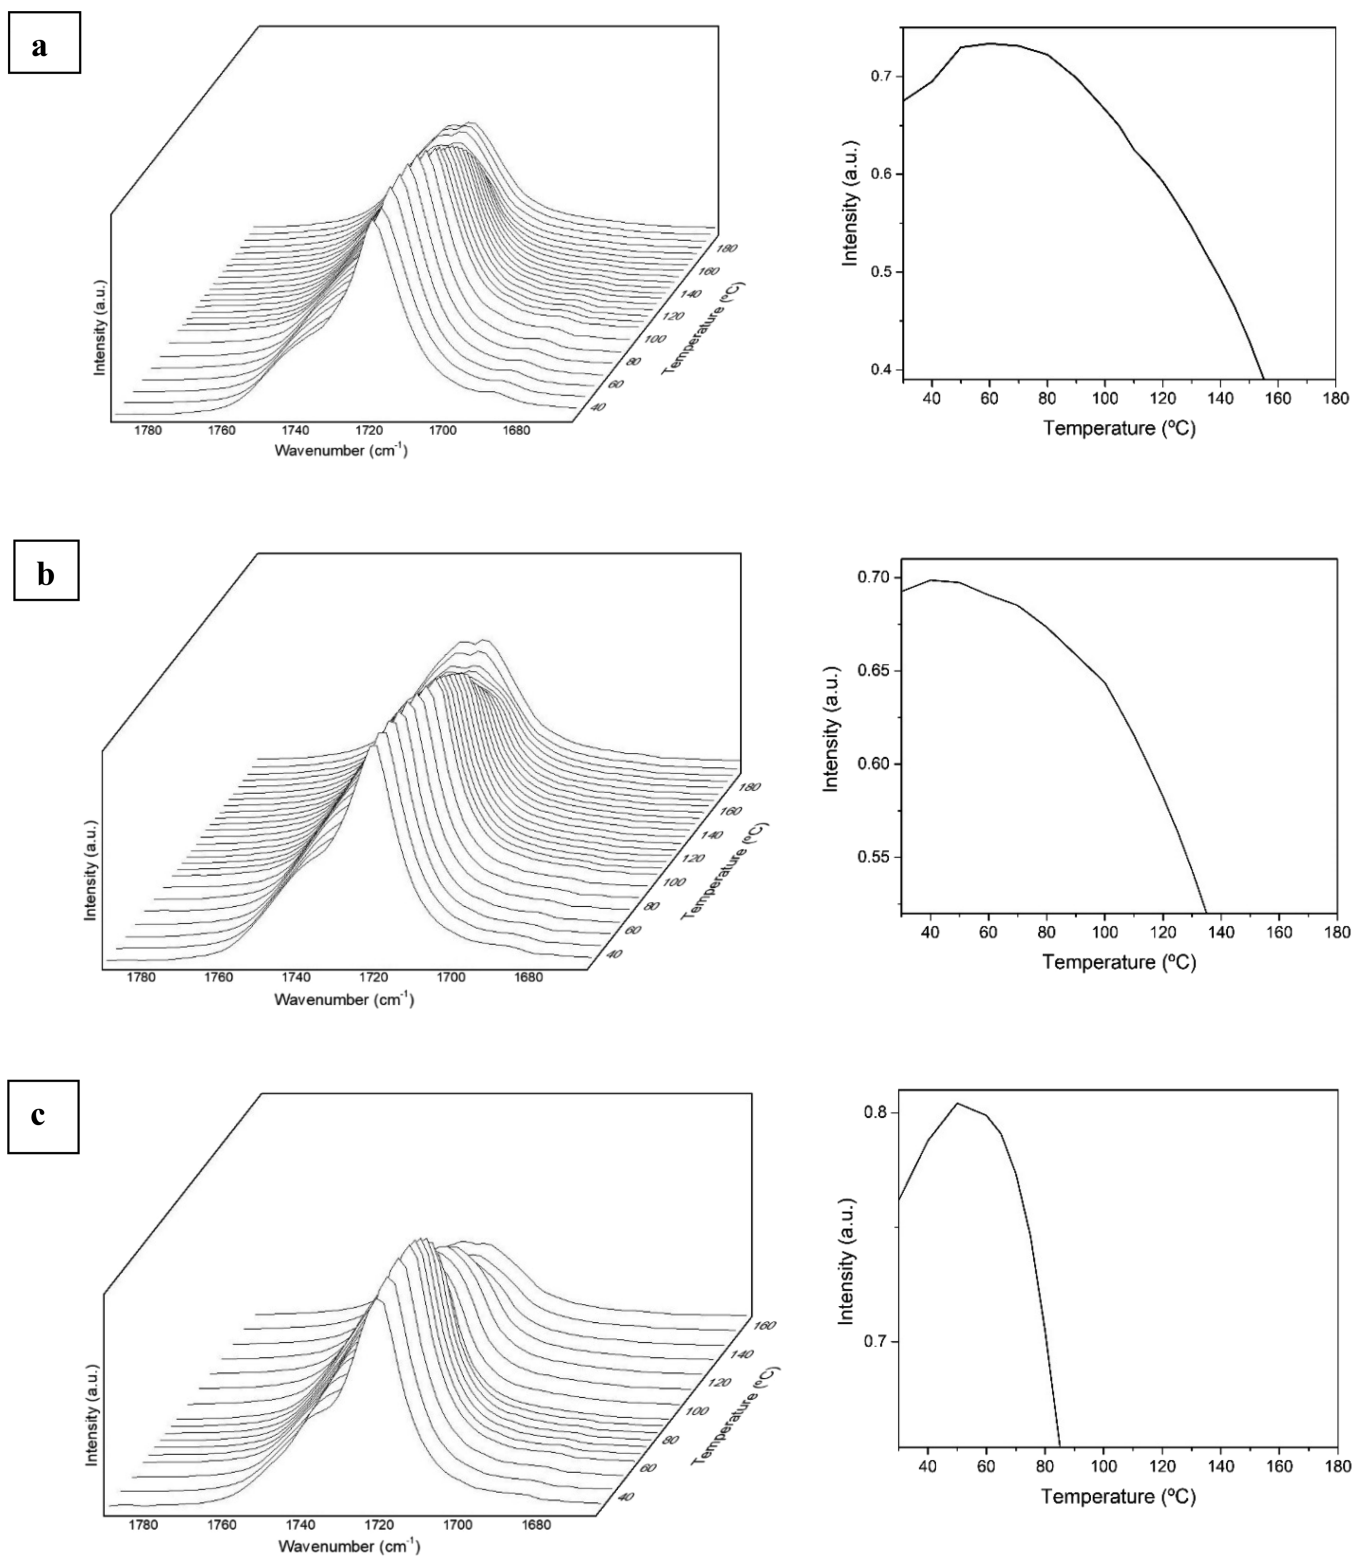 a
Intensity (a.u.)
1780 1760 1740 1720 1700 1680
Wavenumber (cm-1)
40 60 80 100 120 140 160 180
Temperature (ºC)
Intensity (a.u.)
0.7
0.6
0.5
0.4
40 60 80 100 120 140 160 180
Temperature (ºC)
b
Intensity (a.u.)
1780 1760 1740 1720 1700 1680
Wavenumber (cm-1)
40 60 80 100 120 140 160 180
Temperature (ºC)
Intensity (a.u.)
0.70
0.65
0.60
0.55
40 60 80 100 120 140 160 180
Temperature (ºC)
c
Intensity (a.u.)
1780 1760 1740 1720 1700 1680
Wavenumber (cm-1)
40 60 80 100 120 140 160
Temperature (ºC)
Intensity (a.u.)
0.8
0.7
40 60 80 100 120 140 160 180
Temperature (ºC)